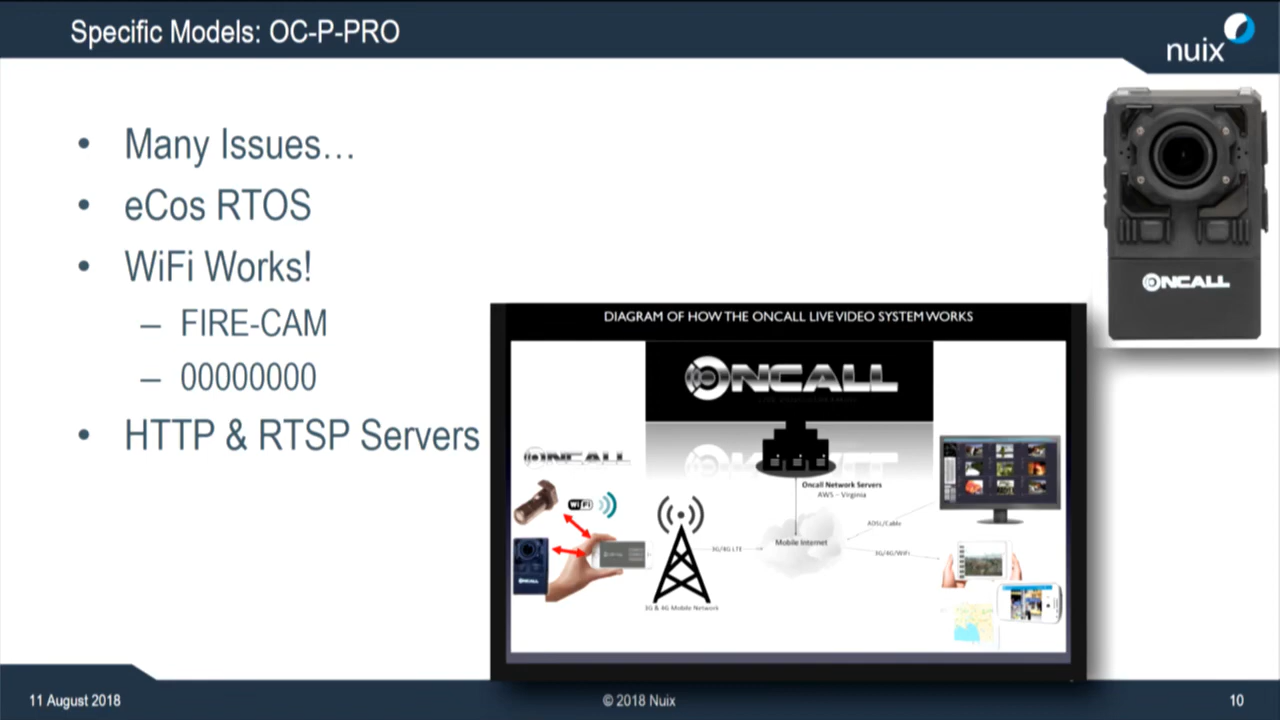 Specific Models: OC-P-PRO
nuix
• Many Issues…
• eCos RTOS
• WiFi Works!
– FIRE-CAM
– 00000000
• HTTP & RTSP Servers
ONCALL
DIAGRAM OF HOW THE ONCALL LIVE VIDEO SYSTEM WORKS
ONCALL
ONCALL
Oncall Network Servers
AWS – Virginia
WiFi
ADSL/Cable
Mobile Internet
3G/4G LTE
3G/4G/WiFi
ONCALL
3G & 4G Mobile Network
11 August 2018
© 2018 Nuix
10